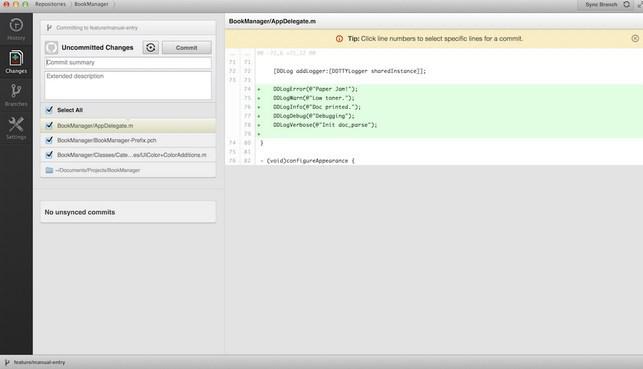 Repositories
BookManager
Sync Branch
History
Changes
Branches
Settings
Committing to feature/manual-entry
Uncommitted Changes
Commit
Commit summary
Extended description
Select All
BookManager/AppDelegate.m
BookManager/BookManager-Prefix.pch
BookManager/Classes/Cate...es/UIColor+ColorAdditions.m
~/Documents/Projects/BookManager
No unsynced commits
BookManager/AppDelegate.m
Tip: Click line numbers to select specific lines for a commit.
71 71
72 72 [DDLog addLogger:[DDTTYLogger sharedInstance]];
73 73
74 + DDLogError(@"Paper Jam!");
75 + DDLogWarn(@"Low toner.");
76 + DDLogInfo(@"Doc printed.");
77 + DDLogDebug(@"Debugging");
78 + DDLogVerbose(@"Init doc_parse");
79 +
74 80 }
75 81
76 82 - (void)configureAppearance {
feature/manual-entry